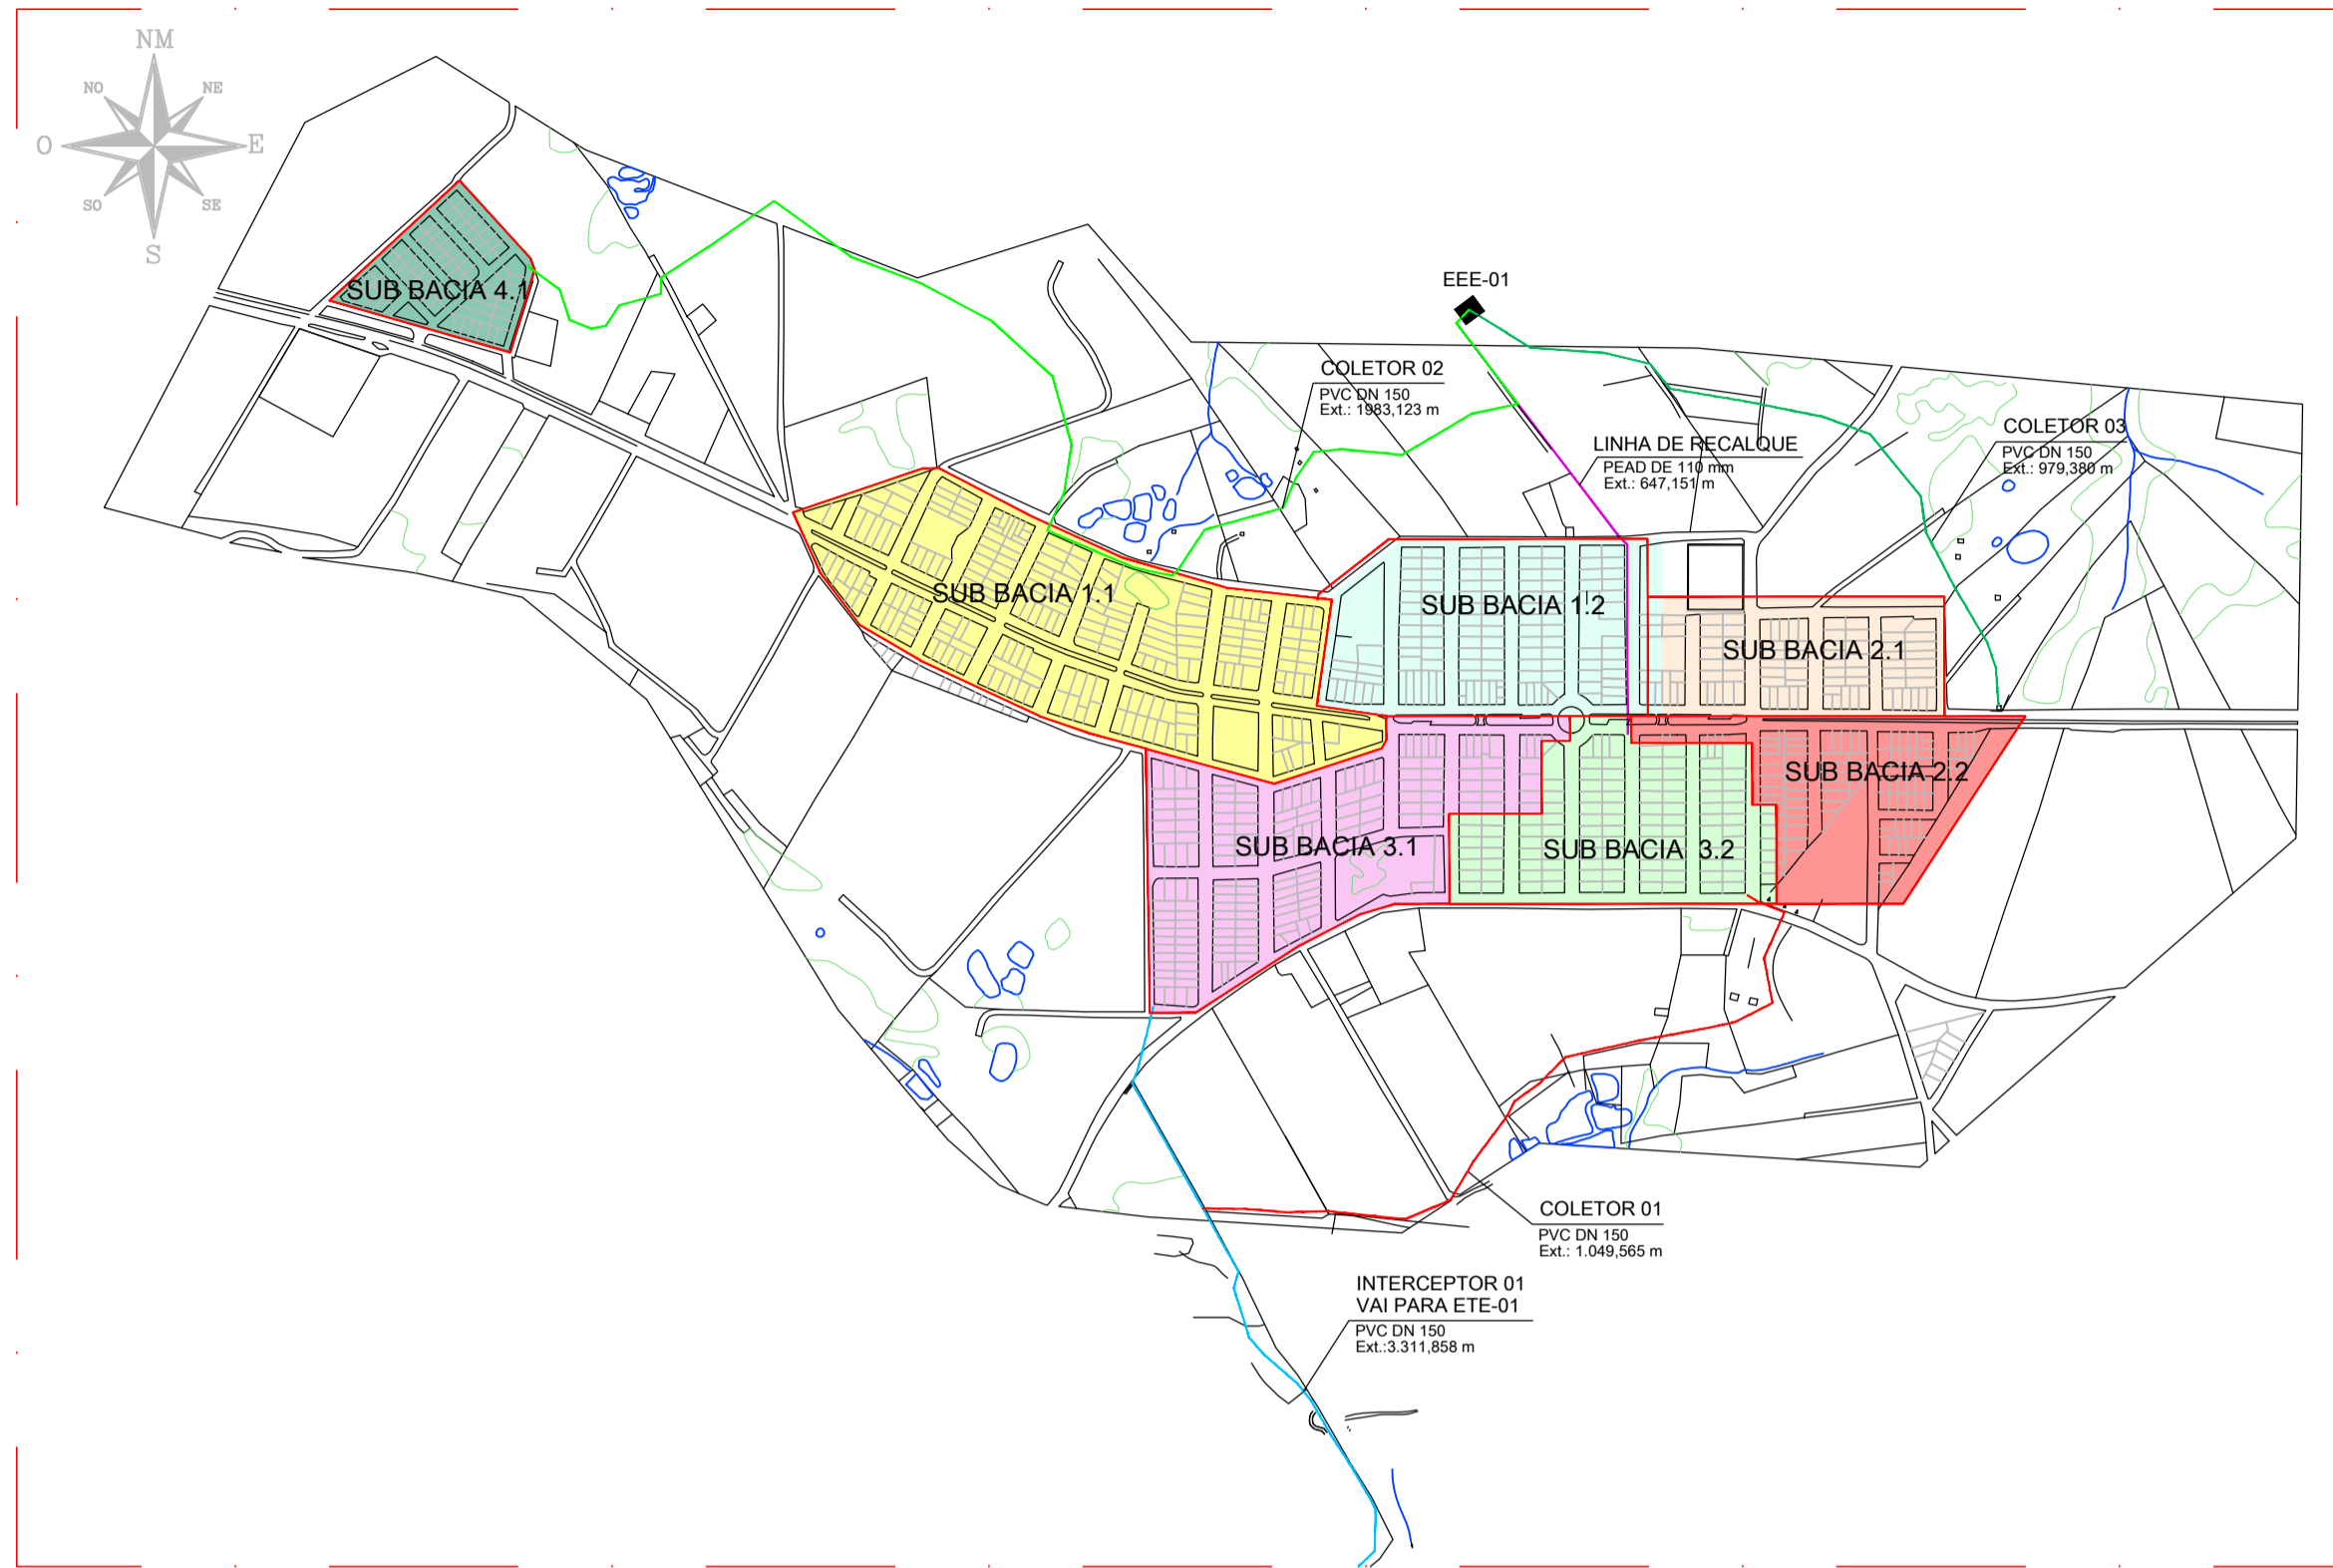 NM
NO
NE
O
E
SO
SE
S
SUB BACIA 4.1
EEE-01
COLETOR 02
PVC DN 150
Ext.: 1983,123 m
LINHA DE RECALQUE
PEAD DE 110 mm
Ext.: 647,151 m
COLETOR 03
PVC DN 150
Ext.: 979,380 m
SUB BACIA 1.1
SUB BACIA 1.2
SUB BACIA 2.1
SUB BACIA 2.2
SUB BACIA 3.1
SUB BACIA 3.2
COLETOR 01
PVC DN 150
Ext.: 1.049,565 m
INTERCEPTOR 01
VAI PARA ETE-01
PVC DN 150
Ext.:3.311,858 m